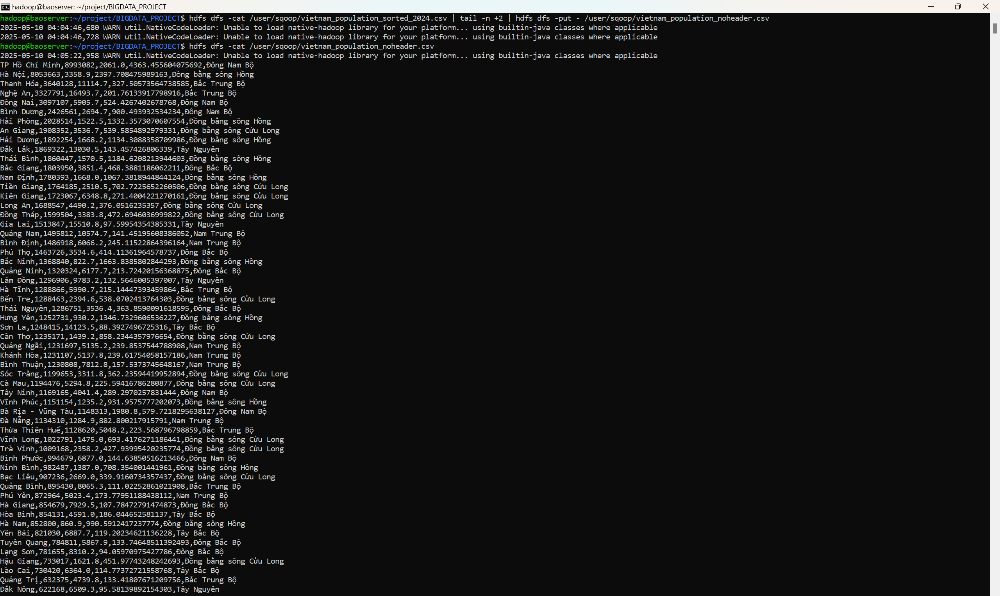 hadoop@baoserver: ~/project/BIGDATA_PROJECT
hadoop@baoserver:~/project/BIGDATA_PROJECT$ hdfs dfs -cat /user/sqoop/vietnam_population_sorted_2024.csv | tail -n +2 | hdfs dfs -put - /user/sqoop/vietnam_population_noheader.csv
2025-05-10 04:04:46,680 WARN util.NativeCodeLoader: Unable to load native-hadoop library for your platform... using builtin-java classes where applicable
2025-05-10 04:04:46,728 WARN util.NativeCodeLoader: Unable to load native-hadoop library for your platform... using builtin-java classes where applicable
hadoop@baoserver:~/project/BIGDATA_PROJECT$ hdfs dfs -cat /user/sqoop/vietnam_population_noheader.csv
2025-05-10 04:05:22,958 WARN util.NativeCodeLoader: Unable to load native-hadoop library for your platform... using builtin-java classes where applicable
TP Hồ Chí Minh,8993082,2061.0,4363.455604075692,Đông Nam Bộ
Hà Nội,8053663,3358.9,2397.708475989163,Đồng bằng sông Hồng
Thanh Hóa,3640128,11114.7,327.50573564738585,Bắc Trung Bộ
Nghệ An,3327791,16493.7,201.76133917798916,Bắc Trung Bộ
Đồng Nai,3097107,5905.7,524.4267402678768,Đông Nam Bộ
Bình Dương,2426561,2694.7,900.493932534234,Đông Nam Bộ
Hải Phòng,2028514,1522.5,1332.3573070607554,Đồng bằng sông Hồng
An Giang,1908352,3536.7,539.5854892979331,Đồng bằng sông Cửu Long
Hải Dương,1892254,1668.2,1134.3088358709986,Đồng bằng sông Hồng
Đắk Lắk,1869322,13030.5,143.457426806339,Tây Nguyên
Thái Bình,1860447,1570.5,1184.6208213944603,Đồng bằng sông Hồng
Bắc Giang,1803950,3851.4,468.3881186062211,Đông Bắc Bộ
Nam Định,1780393,1668.0,1067.3818944844124,Đồng bằng sông Hồng
Tiền Giang,1764185,2510.5,702.7225652260506,Đồng bằng sông Cửu Long
Kiên Giang,1723067,6348.8,271.4004221270161,Đồng bằng sông Cửu Long
Long An,1688547,4490.2,376.0516235357,Đồng bằng sông Cửu Long
Đồng Tháp,1599504,3383.8,472.6946036999822,Đồng bằng sông Cửu Long
Gia Lai,1513847,15510.8,97.59954354385331,Tây Nguyên
Quảng Nam,1495812,10574.7,141.45195608386052,Nam Trung Bộ
Bình Định,1486918,6066.2,245.11522864396164,Nam Trung Bộ
Phú Thọ,1463726,3534.6,414.11361964578737,Đông Bắc Bộ
Bắc Ninh,1368840,822.7,1663.8385802844293,Đồng bằng sông Hồng
Quảng Ninh,1320324,6177.7,213.72420156368875,Đông Bắc Bộ
Lâm Đồng,1296906,9783.2,132.5646005397007,Tây Nguyên
Hà Tĩnh,1288866,5990.7,215.14447393459864,Bắc Trung Bộ
Bến Tre,1288463,2394.6,538.0702413764303,Đồng bằng sông Cửu Long
Thái Nguyên,1286751,3536.4,363.8590091618595,Đông Bắc Bộ
Hưng Yên,1252731,930.2,1346.7329606536227,Đồng bằng sông Hồng
Sơn La,1248415,14123.5,88.3927496725316,Tây Bắc Bộ
Cần Thơ,1235171,1439.2,858.2344357976654,Đồng bằng sông Cửu Long
Quảng Ngãi,1231697,5135.2,239.8537544788908,Nam Trung Bộ
Khánh Hòa,1231107,5137.8,239.61754058157186,Nam Trung Bộ
Bình Thuận,1230808,7812.8,157.5373745648167,Nam Trung Bộ
Sóc Trăng,1199653,3311.8,362.23594419952894,Đồng bằng sông Cửu Long
Cà Mau,1194476,5294.8,225.59416786280877,Đồng bằng sông Cửu Long
Tây Ninh,1169165,4041.4,289.2970257831444,Đông Nam Bộ
Vĩnh Phúc,1151154,1235.2,931.9575777202073,Đồng bằng sông Hồng
Bà Rịa - Vũng Tàu,1148313,1980.8,579.7218295638127,Đông Nam Bộ
Đà Nẵng,1134310,1284.9,882.800217915791,Nam Trung Bộ
Thừa Thiên Huế,1128620,5048.2,223.568796798859,Bắc Trung Bộ
Vĩnh Long,1022791,1475.0,693.4176271186441,Đồng bằng sông Cửu Long
Trà Vinh,1009168,2358.2,427.93995420235774,Đồng bằng sông Cửu Long
Bình Phước,994679,6877.0,144.63850516213466,Đông Nam Bộ
Ninh Bình,982487,1387.0,708.354001441961,Đồng bằng sông Hồng
Bạc Liêu,907236,2669.0,339.9160734357437,Đồng bằng sông Cửu Long
Quảng Bình,895430,8065.3,111.02252861021908,Bắc Trung Bộ
Phú Yên,872964,5023.4,173.77951188438112,Nam Trung Bộ
Hà Giang,854679,7929.5,107.78472791474873,Đông Bắc Bộ
Hòa Bình,854131,4591.0,186.044652581137,Tây Bắc Bộ
Hà Nam,852800,860.9,990.5912417237774,Đồng bằng sông Hồng
Yên Bái,821030,6887.7,119.20234621136228,Tây Bắc Bộ
Tuyên Quang,784811,5867.9,133.74648511392493,Đông Bắc Bộ
Lạng Sơn,781655,8310.2,94.05970975427786,Đông Bắc Bộ
Hậu Giang,733017,1621.8,451.97743248242693,Đồng bằng sông Cửu Long
Lào Cai,730420,6364.0,114.77372721558768,Tây Bắc Bộ
Quảng Trị,632375,4739.8,133.41807671209756,Bắc Trung Bộ
Đắk Nông,622168,6509.3,95.58139892154303,Tây Nguyên